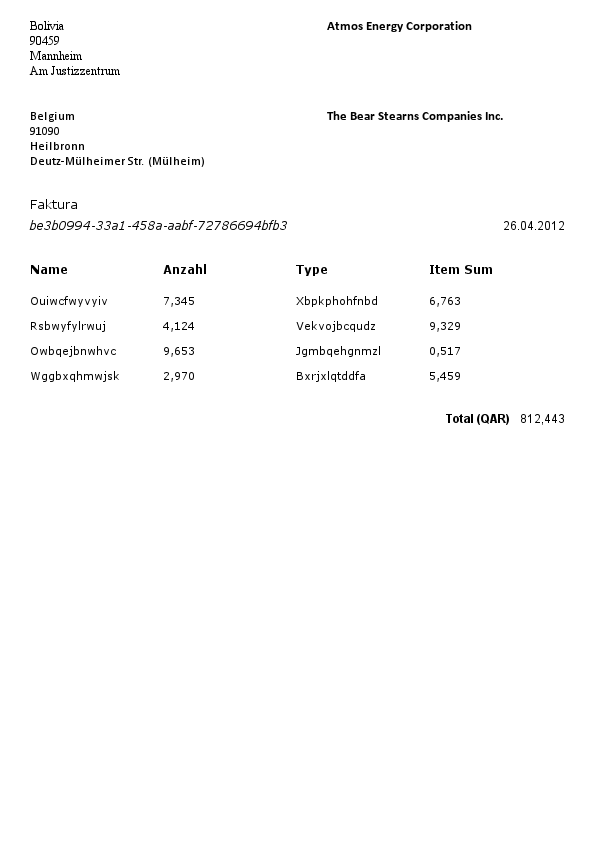 Bolivia
90459
Mannheim
Am Justizzentrum
Atmos Energy Corporation
Belgium
91090
Heilbronn
Deutz-Mülheimer Str. (Mülheim)
The Bear Stearns Companies Inc.
Faktura
be3b0994-33a1-458a-aabf-72786694bfb3 26.04.2012
Name Anzahl Type Item Sum
Ouiwcfwyvyiv 7,345 Xbpkphohfnbd 6,763
Rsbwyfylrwuj 4,124 Vekvojbcqudz 9,329
Owbqejbnwhvc 9,653 Jgmbqehgnmzl 0,517
Wggbxqhmwjsk 2,970 Bxrjxlqtddfa 5,459
Total (QAR) 812,443